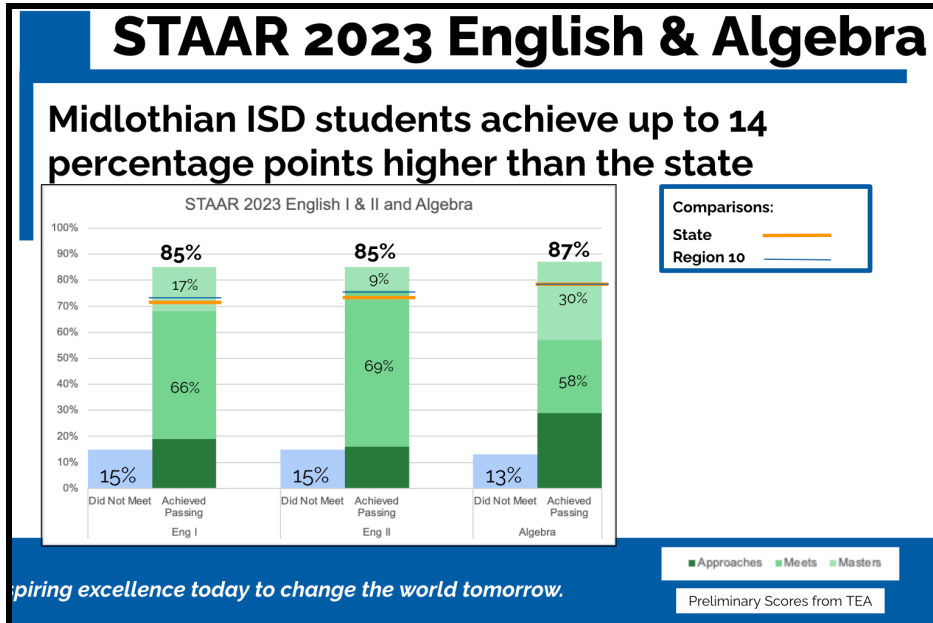 STAAR 2023 English & Algebra
Midlothian ISD students achieve up to 14
percentage points higher than the state
STAAR 2023 English I & II and Algebra
100%
90%
80%
70%
60%
50%
40%
30%
20%
10%
0%
85%
17%
66%
15%
85%
9%
69%
15%
87%
30%
58%
13%
Did Not Meet
Achieved
Passing
Did Not Meet
Achieved
Passing
Did Not Meet
Achieved
Passing
Eng I
Eng II
Algebra
Comparisons:
State
Region 10
Approaches Meets Masters
Preliminary Scores from TEA
spiring excellence today to change the world tomorrow.